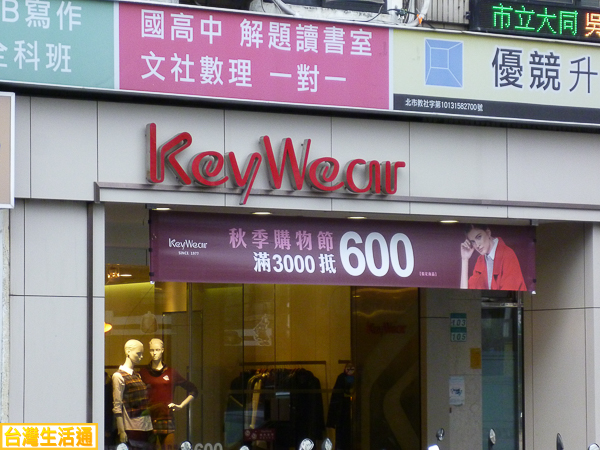 B寫作
全科班
國高中 解題讀書室
文社數理 一對一
市立大同 吳
優競升
北市教社字第10131582700號
KeyWear
KeyWear
SINCE 1977
秋季購物節
滿3000抵600
600
台灣生活通